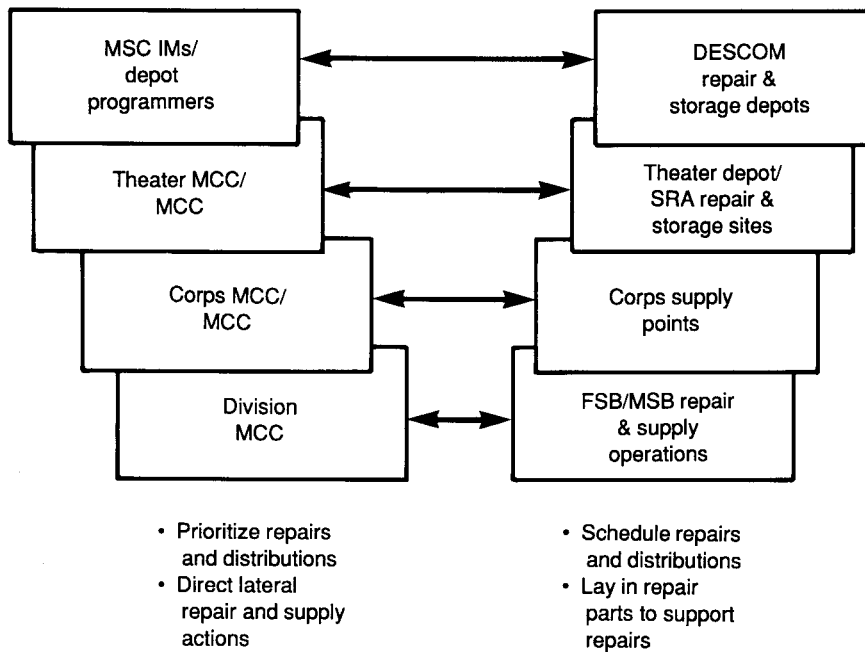 MSC IMs/
depot
programmers
DESCOM
repair &
storage depots
Theater MCC/
MCC
Theater depot/
SRA repair &
storage sites
Corps MCC/
MCC
Corps supply
points
Division
MCC
FSB/MSB repair
& supply
operations
• Prioritize repairs
and distributions
• Direct lateral
repair and supply
actions
• Schedule repairs
and distributions
• Lay in repair
parts to support
repairs